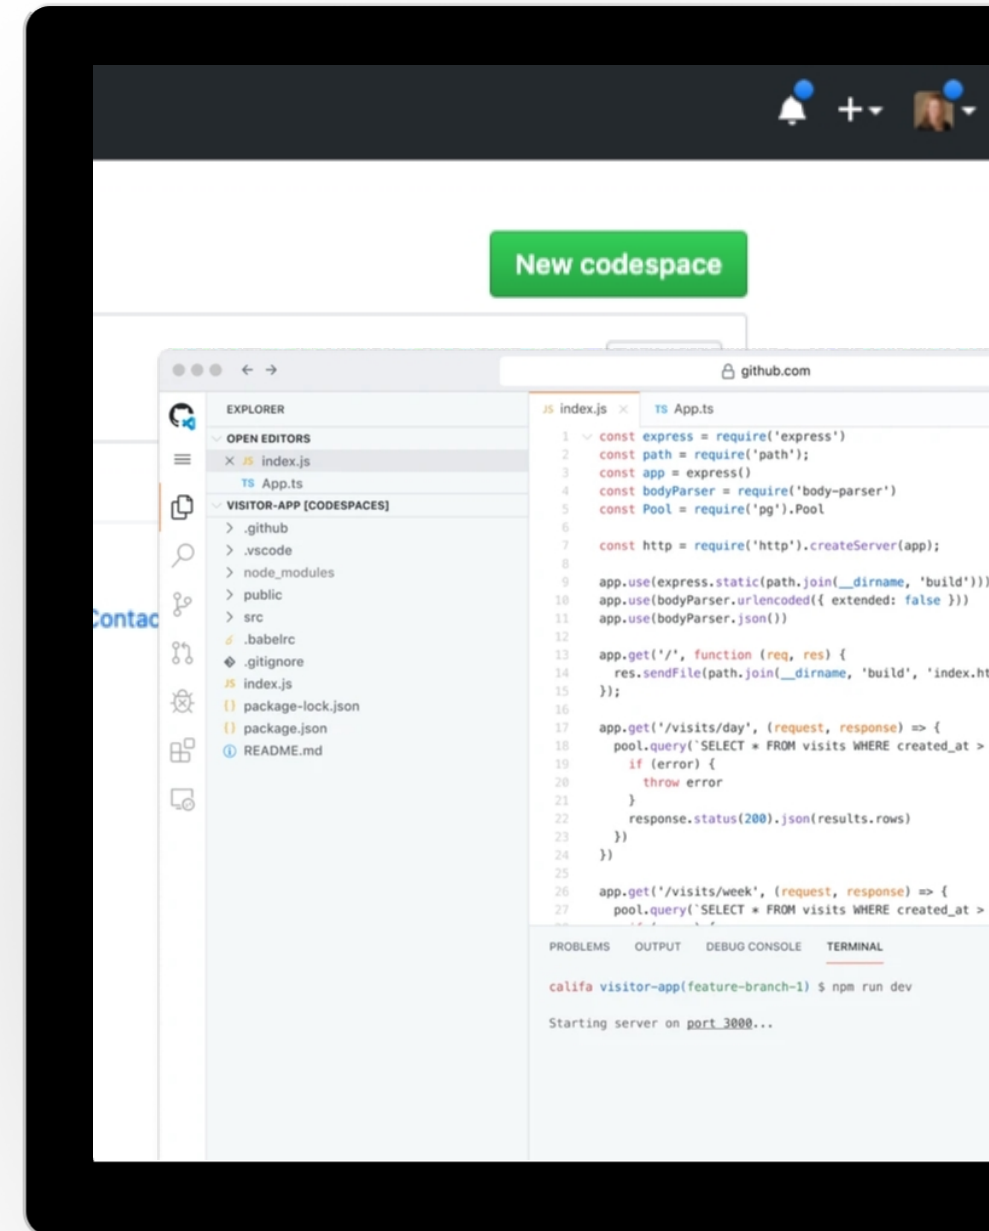 New codespace
github.com
Contac
EXPLORER
OPEN EDITORS
JS index.js
TS App.ts
VISITOR-APP [CODESPACES]
.github
.vscode
node_modules
public
src
.babelrc
.gitignore
JS index.js
{} package-lock.json
{} package.json
README.md
JS index.js
TS App.ts
1 const express = require('express')
2 const path = require('path');
3 const app = express()
4 const bodyParser = require('body-parser')
5 const Pool = require('pg').Pool
6
7 const http = require('http').createServer(app);
8
9 app.use(express.static(path.join(__dirname, 'build')))
10 app.use(bodyParser.urlencoded({ extended: false }))
11 app.use(bodyParser.json())
12
13 app.get('/', function (req, res) {
14 res.sendFile(path.join(__dirname, 'build', 'index.ht
15 });
16
17 app.get('/visits/day', (request, response) => {
18 pool.query(`SELECT * FROM visits WHERE created_at >
19 if (error) {
20 throw error
21 }
22 response.status(200).json(results.rows)
23 })
24 })
25
26 app.get('/visits/week', (request, response) => {
27 pool.query(`SELECT * FROM visits WHERE created_at >
PROBLEMS OUTPUT DEBUG CONSOLE TERMINAL
califa visitor-app(feature-branch-1) $ npm run dev
Starting server on port 3000...